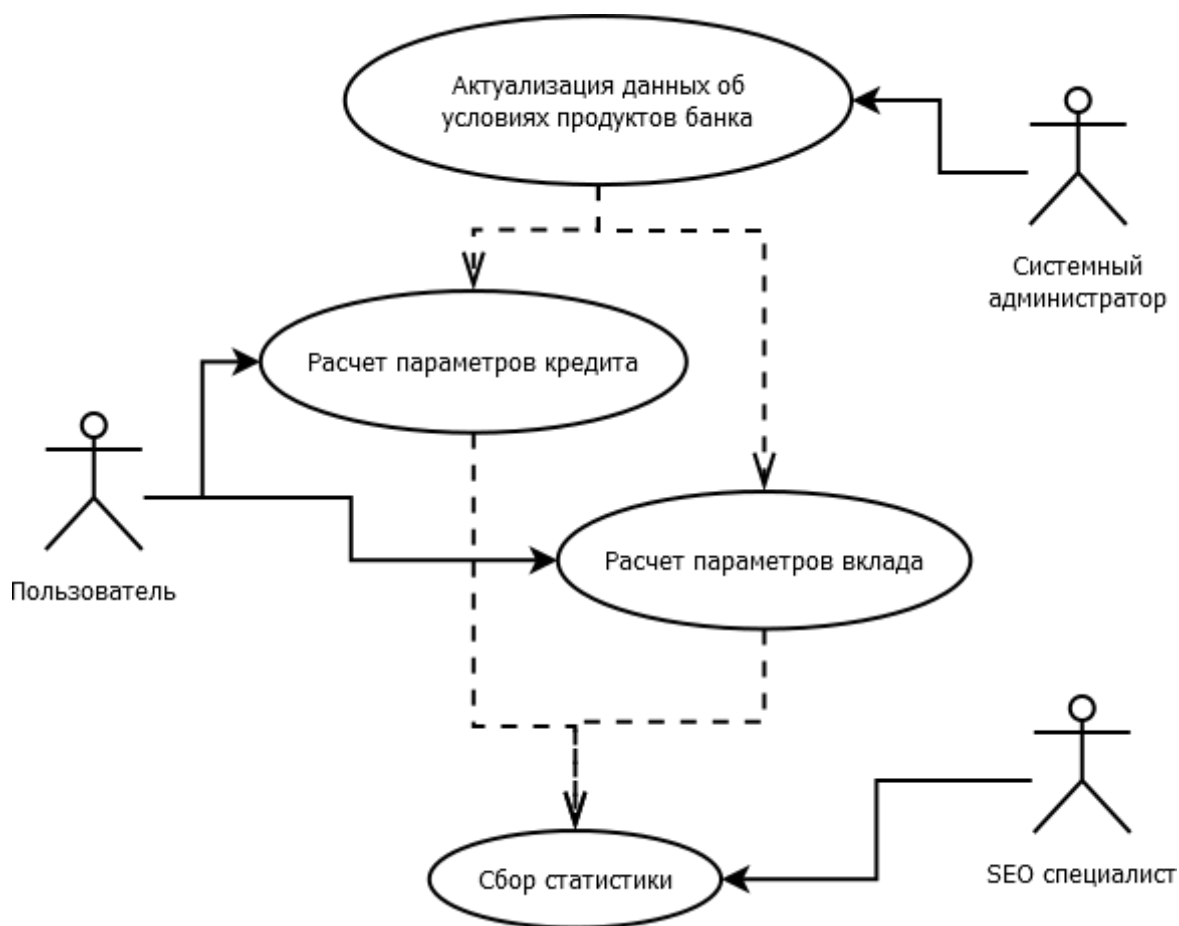 Актуализация данных об
условиях продуктов банка
Системный
администратор
Расчет параметров кредита
Расчет параметров вклада
Пользователь
Сбор статистики
SEO специалист